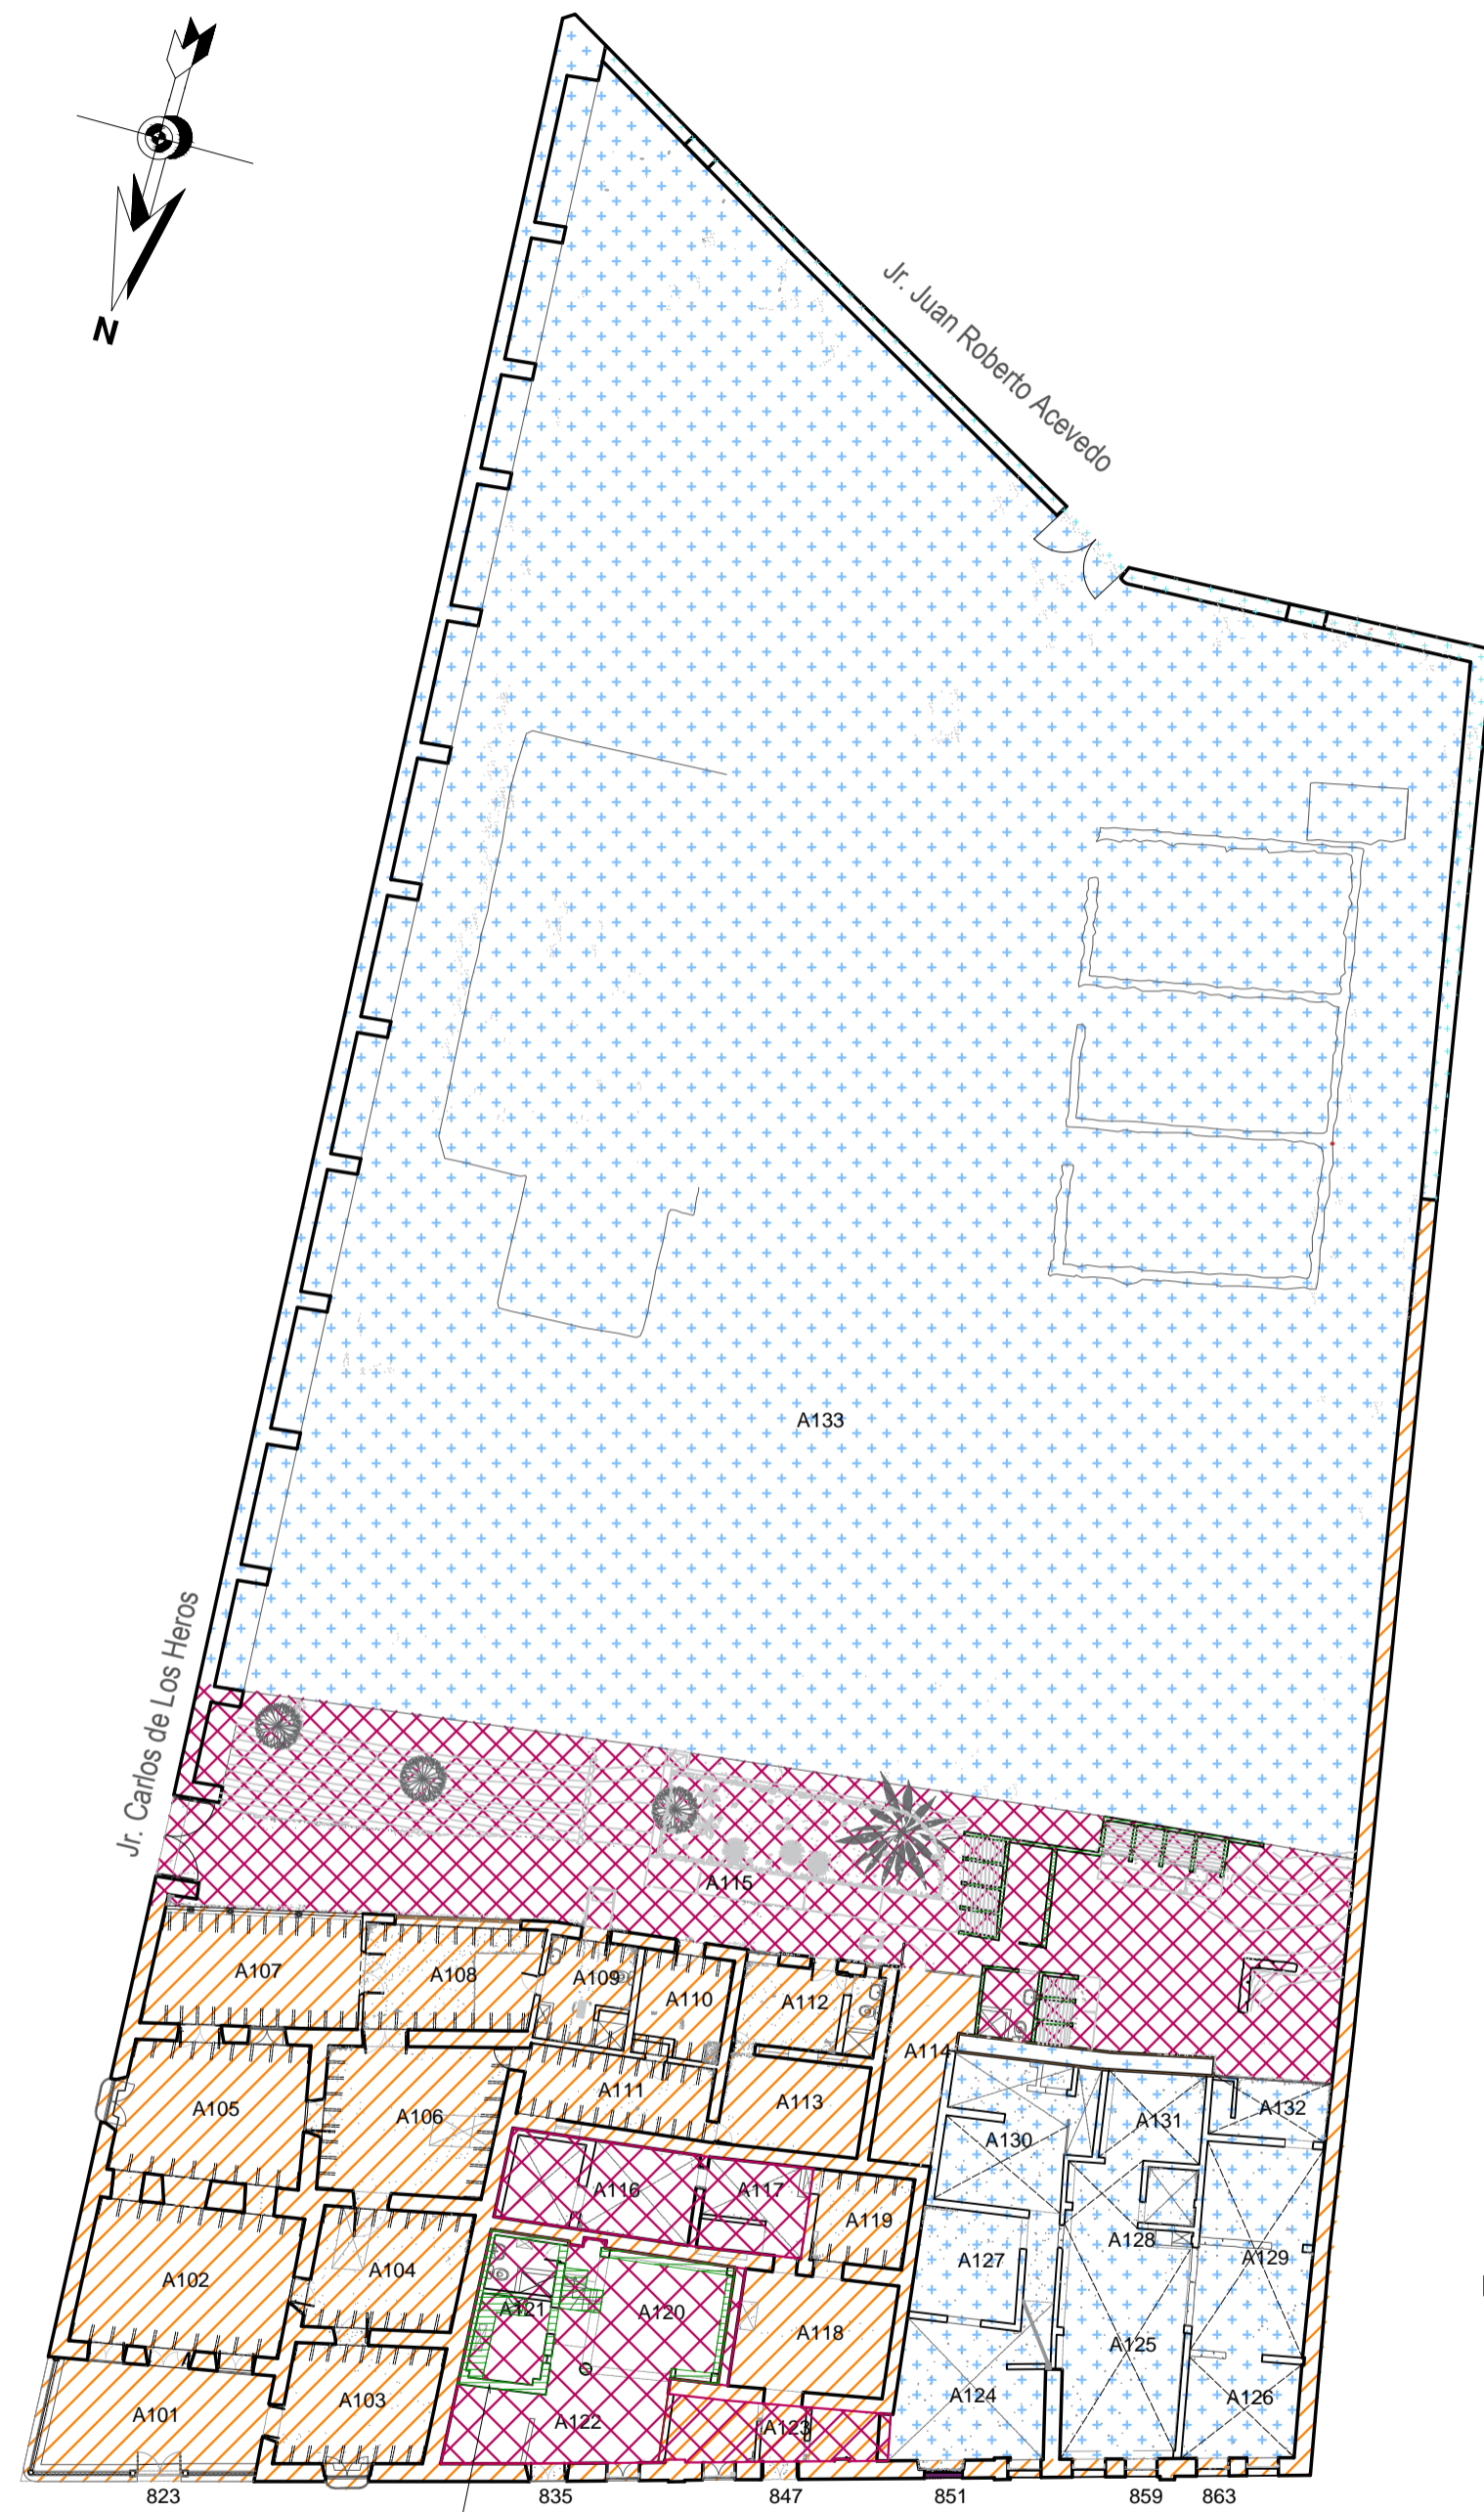 N
Jr. Juan Roberto Acevedo
A133
Jr. Carlos de Los Heros
A115
A107
A108
A109
A110
A112
A114
A111
A113
A105
A106
A130
A131
A132
A116
A117
A119
A102
A104
A127
A128
A129
A121
A120
A118
A125
A101
A103
A122
A123
A124
A126
823
835
847
851
859
863